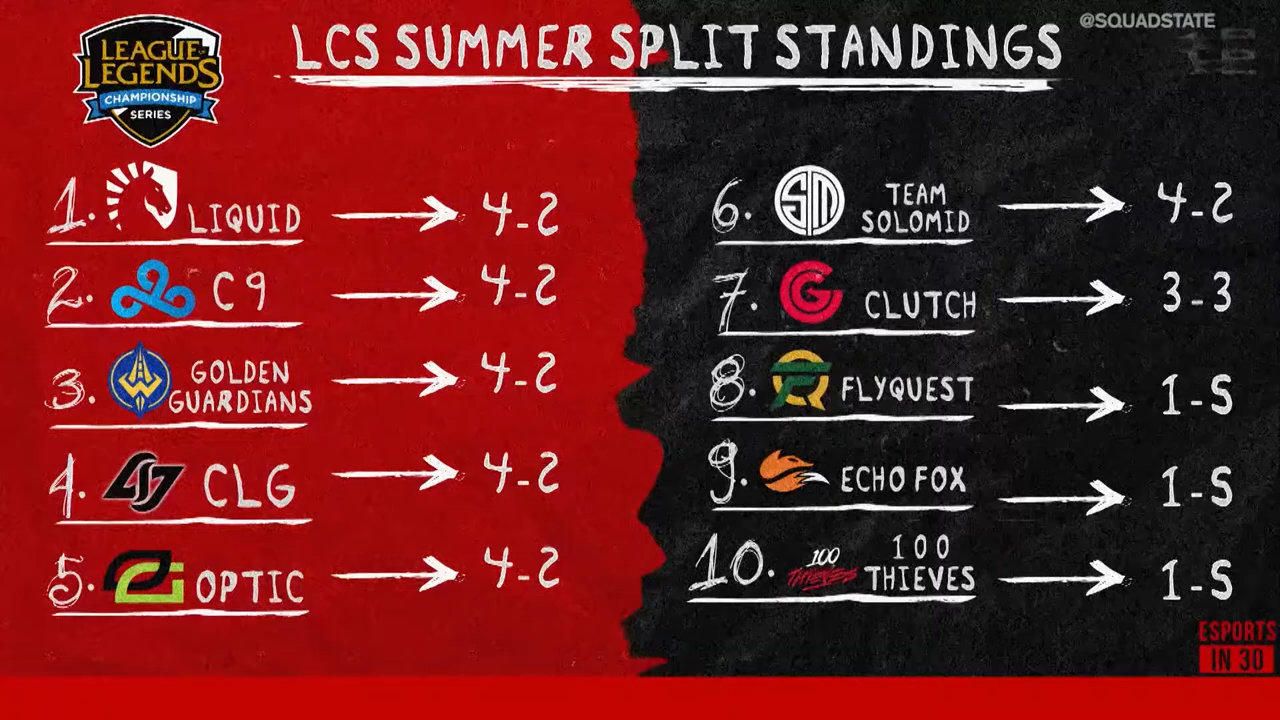 @SQUADSTATE
LCS SUMMER SPLIT STANDINGS
LEAGUE OF
LEGENDS
CHAMPIONSHIP
SERIES
1. LIQUID 4-2
2. C9 4-2
3. GOLDEN
GUARDIANS 4-2
4. CLG 4-2
5. OPTIC 4-2
6. TSM TEAM
SOLOMID 4-2
7. CLUTCH 3-3
8. FLYQUEST 1-5
9. ECHO FOX 1-5
10. 100
THIEVES 100
THIEVES 1-5
ESPORTS
IN 30